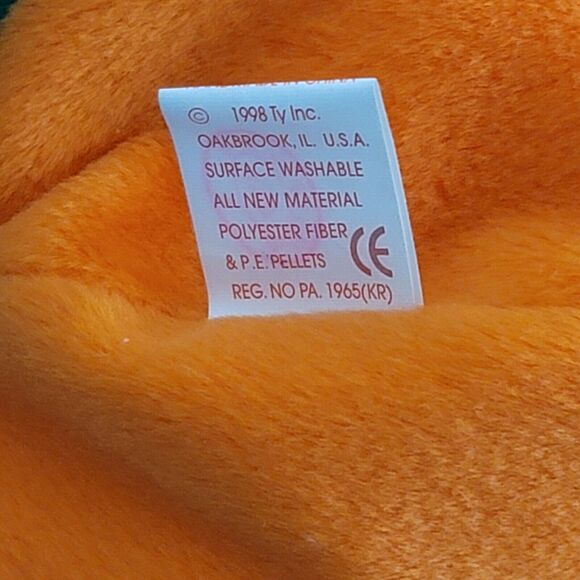 © 1998 Ty Inc.
OAKBROOK, IL. U.S.A.
SURFACE WASHABLE
ALL NEW MATERIAL
POLYESTER FIBER
& P.E. PELLETS CE
REG. NO PA. 1965(KR)